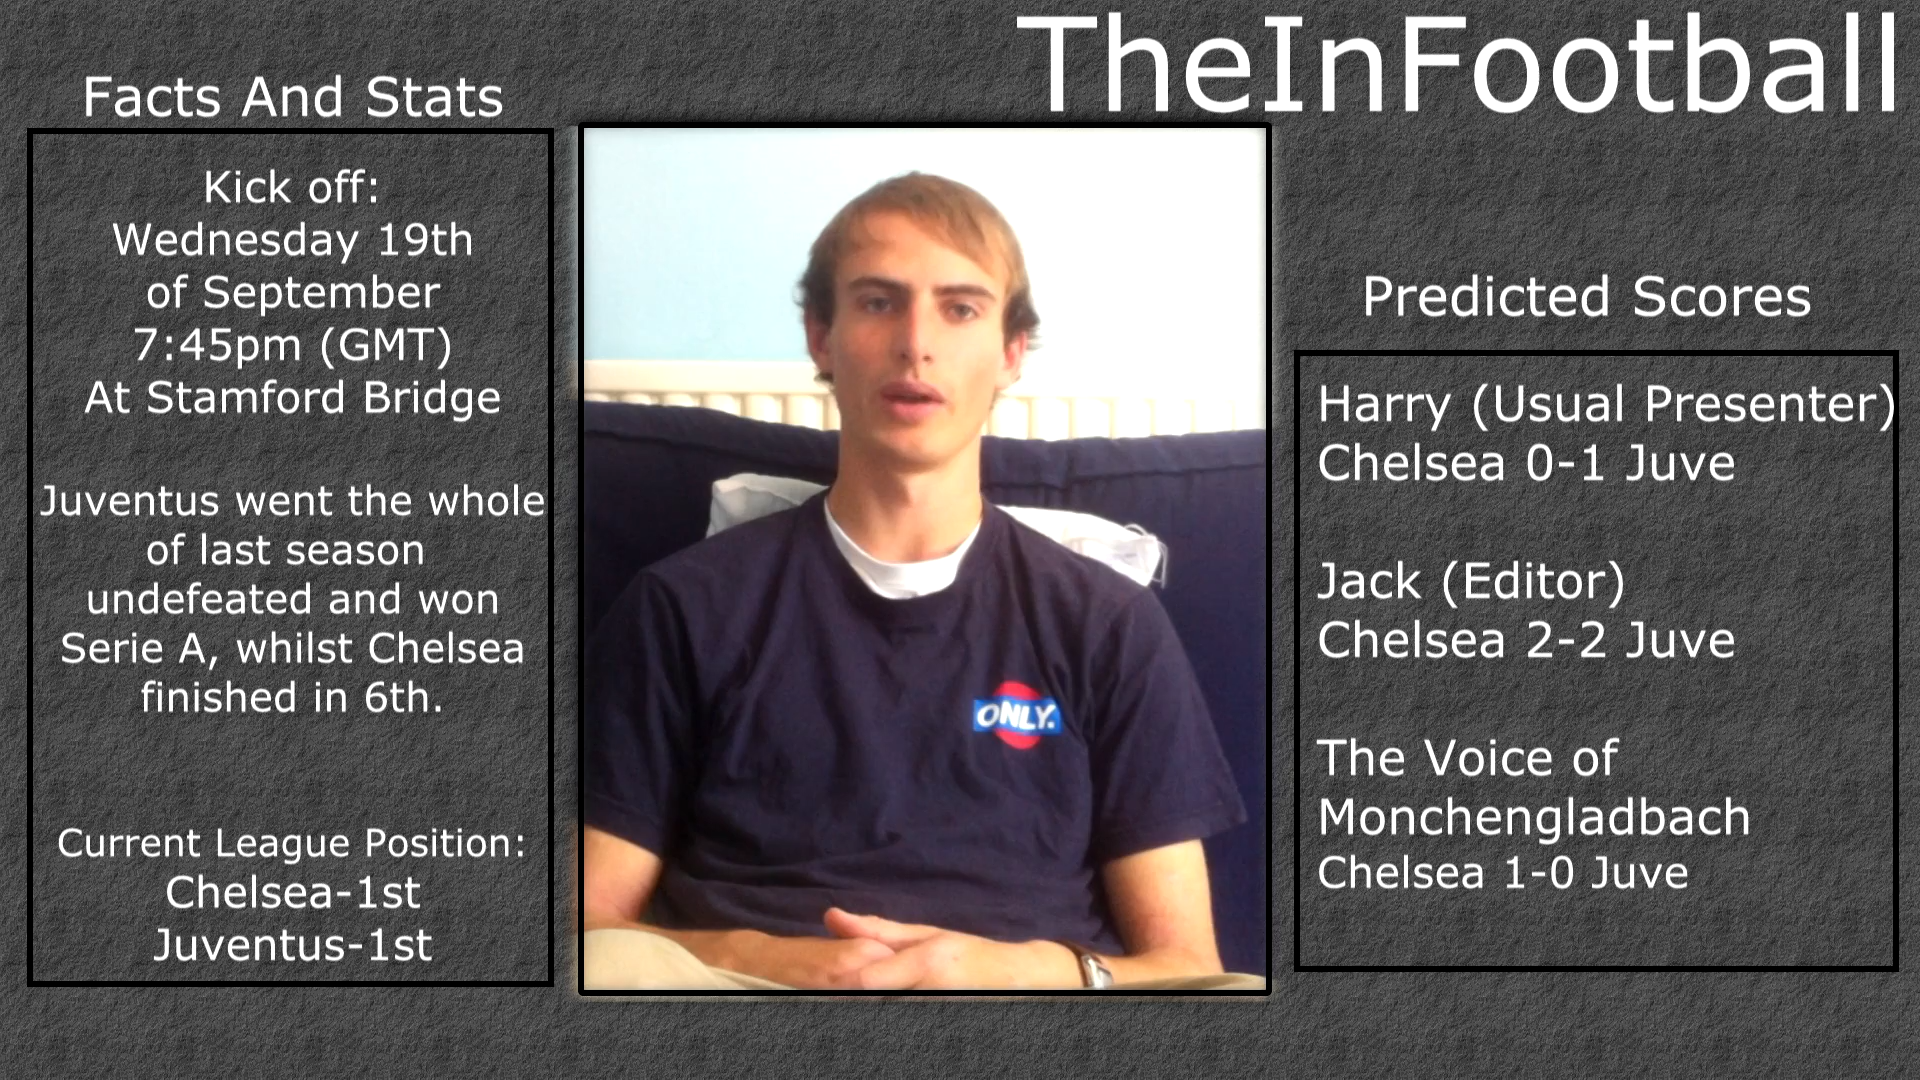 TheInFootball
Facts And Stats
Kick off:
Wednesday 19th
of September
7:45pm (GMT)
At Stamford Bridge
Juventus went the whole
of last season
undefeated and won
Serie A, whilst Chelsea
finished in 6th.
Current League Position:
Chelsea-1st
Juventus-1st
ONLY.
Predicted Scores
Harry (Usual Presenter)
Chelsea 0-1 Juve
Jack (Editor)
Chelsea 2-2 Juve
The Voice of
Monchengladbach
Chelsea 1-0 Juve